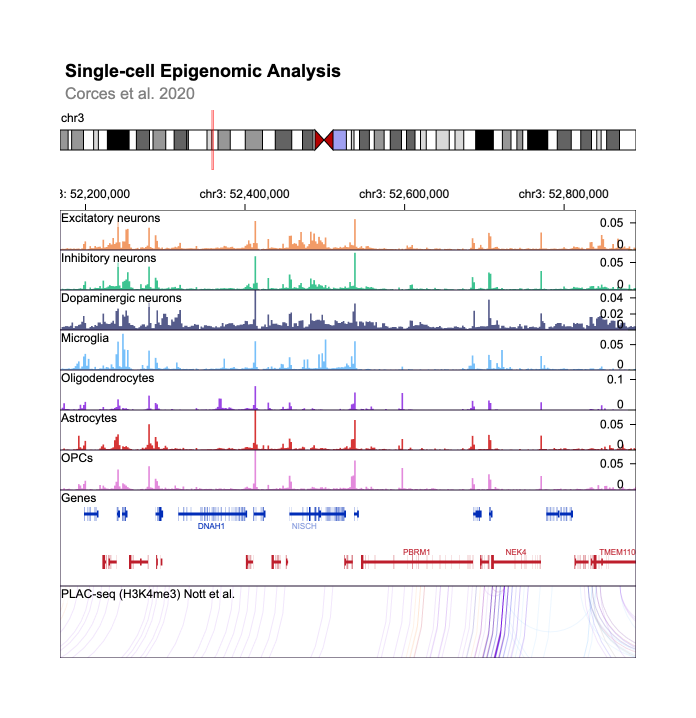 Single-cell Epigenomic Analysis
Corces et al. 2020
chr3
3: 52,200,000 chr3: 52,400,000 chr3: 52,600,000 chr3: 52,800,000
Excitatory neurons
0.05
0
Inhibitory neurons
0.05
0
Dopaminergic neurons
0.04
0.02
0
Microglia
0.05
0
Oligodendrocytes
0.1
0
Astrocytes
0.05
0
OPCs
0.05
0
Genes
DNAH1 NISCH
PBRM1 NEK4 TMEM110
PLAC-seq (H3K4me3) Nott et al.